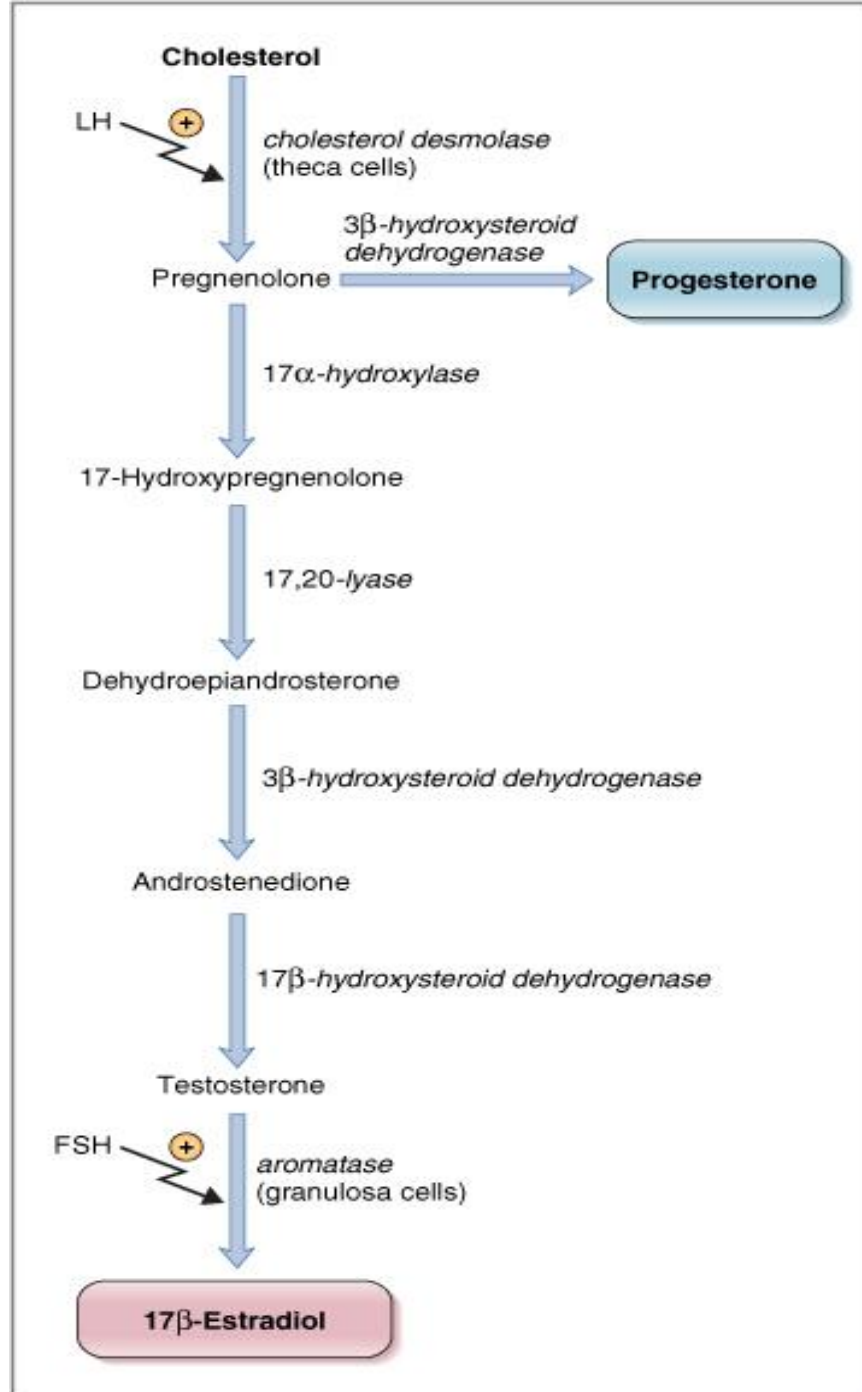 Cholesterol
LH
+
cholesterol desmolase
(theca cells)
3β-hydroxysteroid
dehydrogenase
Pregnenolone
Progesterone
17α-hydroxylase
17-Hydroxypregnenolone
17,20-lyase
Dehydroepiandrosterone
3β-hydroxysteroid dehydrogenase
Androstenedione
17β-hydroxysteroid dehydrogenase
Testosterone
FSH
+
aromatase
(granulosa cells)
17β-Estradiol